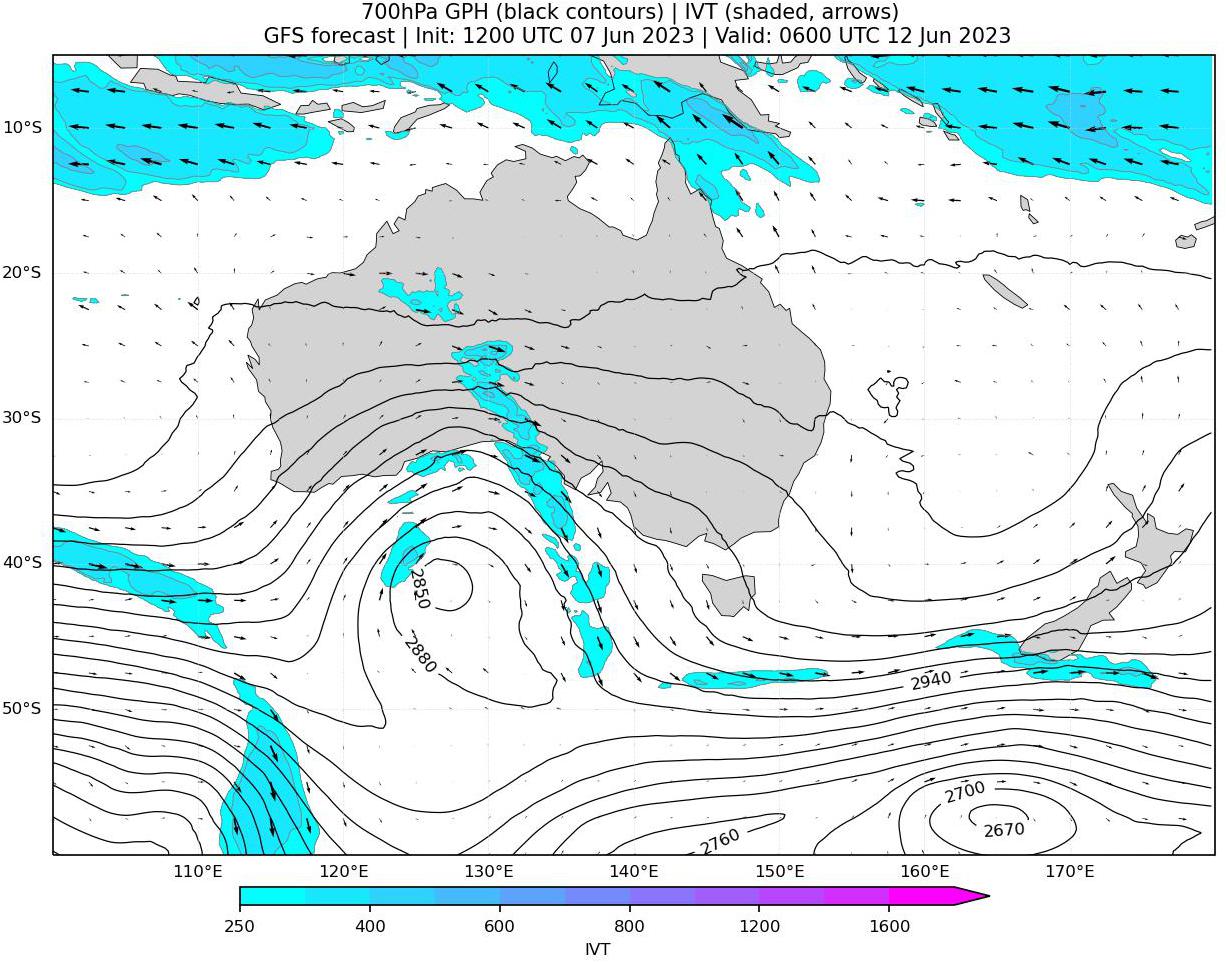 700hPa GPH (black contours) | IVT (shaded, arrows)
GFS forecast | Init: 1200 UTC 07 Jun 2023 | Valid: 0600 UTC 12 Jun 2023
10°S
20°S
30°S
40°S
50°S
2850
2880
2940
2700
2670
2760
110°E
120°E
130°E
140°E
150°E
160°E
170°E
250
400
600
800
1200
1600
IVT